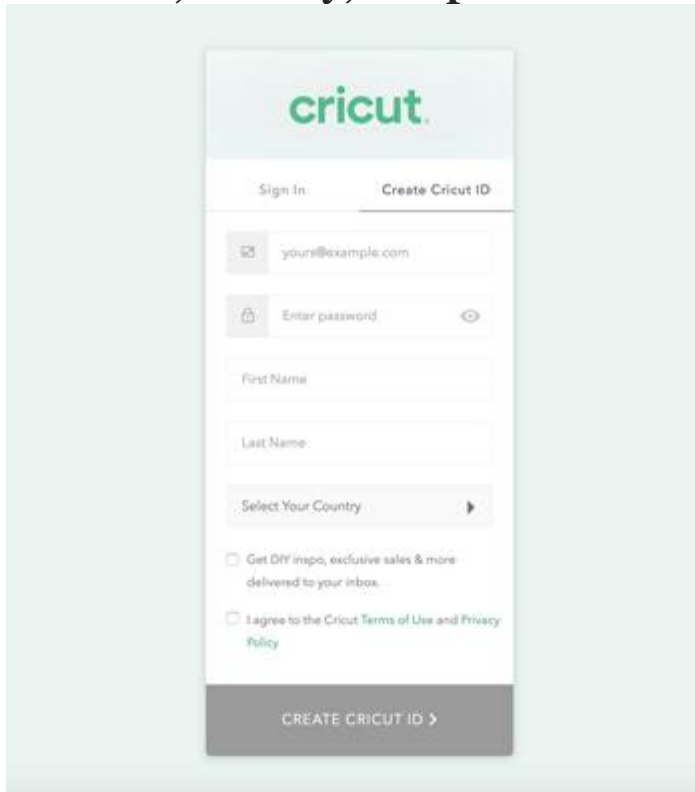 cricut
Sign In Create Cricut ID
yours@example.com
Enter password
First Name
Last Name
Select Your Country
Get DIY inspo, exclusive sales & more
delivered to your inbox.
I agree to the Cricut Terms of Use and Privacy
Policy
CREATE CRICUT ID >